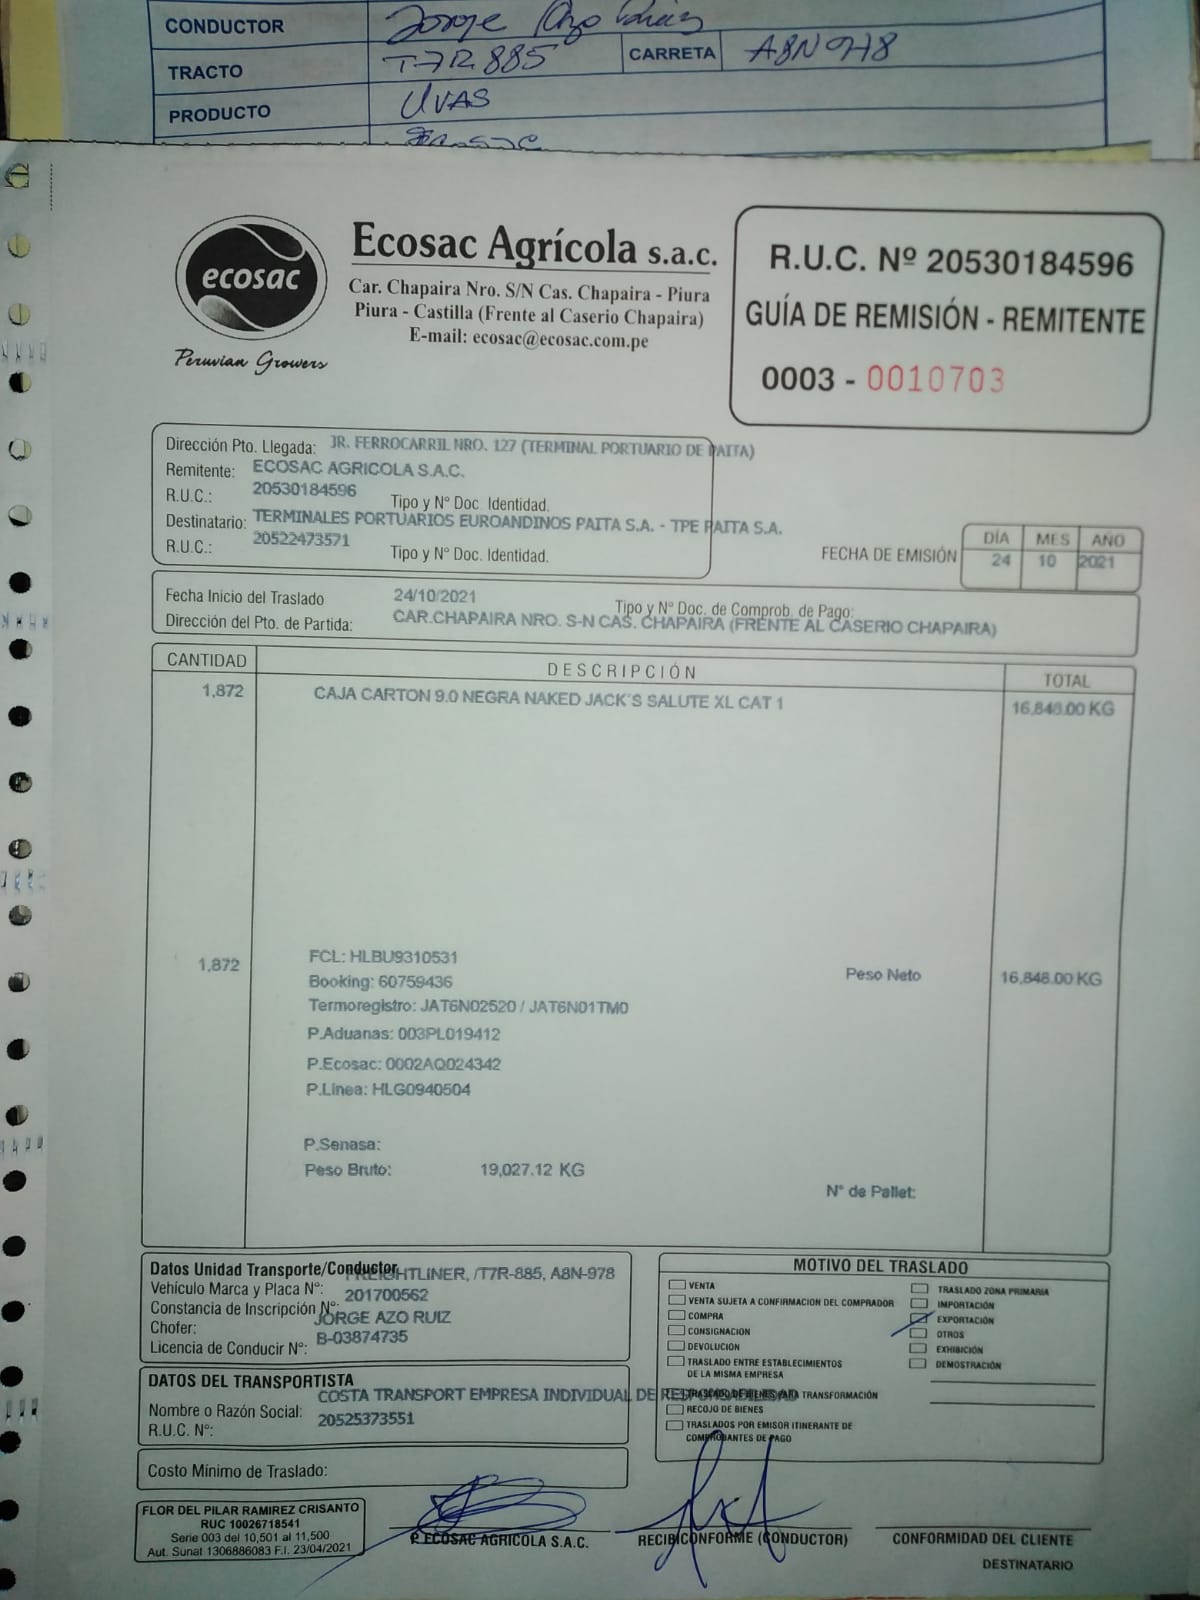 CONDUCTOR Jorge Azo Ruiz
TRACTO T7R885 CARRETA A8N978
PRODUCTO UVAS
ecosac
Peruvian Growers
Ecosac Agrícola s.a.c.
Car. Chapaira Nro. S/N Cas. Chapaira - Piura
Piura - Castilla (Frente al Caserio Chapaira)
E-mail: ecosac@ecosac.com.pe
R.U.C. Nº 20530184596
GUÍA DE REMISIÓN - REMITENTE
0003 - 0010703
Dirección Pto. Llegada: JR. FERROCARRIL NRO. 127 (TERMINAL PORTUARIO DE PAITA)
Remitente: ECOSAC AGRICOLA S.A.C.
R.U.C.: 20530184596 Tipo y N° Doc. Identidad.
Destinatario: TERMINALES PORTUARIOS EUROANDINOS PAITA S.A. - TPE PAITA S.A.
R.U.C.: 20522473571 Tipo y N° Doc. Identidad.
FECHA DE EMISIÓN DÍA MES AÑO
24 10 2021
Fecha Inicio del Traslado 24/10/2021 Tipo y N° Doc. de Comprob. de Pago:
Dirección del Pto. de Partida: CAR.CHAPAIRA NRO. S-N CAS. CHAPAIRA (FRENTE AL CASERIO CHAPAIRA)
CANTIDAD DESCRIPCIÓN TOTAL
1,872 CAJA CARTON 9.0 NEGRA NAKED JACK'S SALUTE XL CAT 1 16,848.00 KG
1,872 FCL: HLBU9310531 Peso Neto 16,848.00 KG
Booking: 60759436
Termoregistro: JAT6N02520 / JAT6N01TM0
P.Aduanas: 003PL019412
P.Ecosac: 0002AQ024342
P.Linea: HLG0940504
P.Senasa:
Peso Bruto: 19,027.12 KG
N° de Pallet:
Datos Unidad Transporte/Conductor
Vehículo Marca y Placa N°: FREIGHTLINER, /T7R-885, A8N-978
Constancia de Inscripción N°: 201700562
Chofer: JORGE AZO RUIZ
Licencia de Conducir N°: B-03874735
DATOS DEL TRANSPORTISTA
Nombre o Razón Social: COSTA TRANSPORT EMPRESA INDIVIDUAL DE
R.U.C. N°: 20525373551
Costo Mínimo de Traslado:
MOTIVO DEL TRASLADO
VENTA
VENTA SUJETA A CONFIRMACION DEL COMPRADOR
COMPRA
CONSIGNACION
DEVOLUCION
TRASLADO ENTRE ESTABLECIMIENTOS
DE LA MISMA EMPRESA
TRASLADO DE BIENES PARA TRANSFORMACIÓN
RECOJO DE BIENES
TRASLADOS POR EMISOR ITINERANTE DE
COMPROBANTES DE PAGO
TRASLADO ZONA PRIMARIA
IMPORTACIÓN
EXPORTACIÓN
OTROS
EXHIBICIÓN
DEMOSTRACIÓN
FLOR DEL PILAR RAMIREZ CRISANTO
RUC 10026718541
Serie 003 del 10,501 al 11,500
Aut. Sunat 1306886083 F.I. 23/04/2021
P. ECOSAC AGRICOLA S.A.C.
RECIBI CONFORME (CONDUCTOR)
CONFORMIDAD DEL CLIENTE
DESTINATARIO